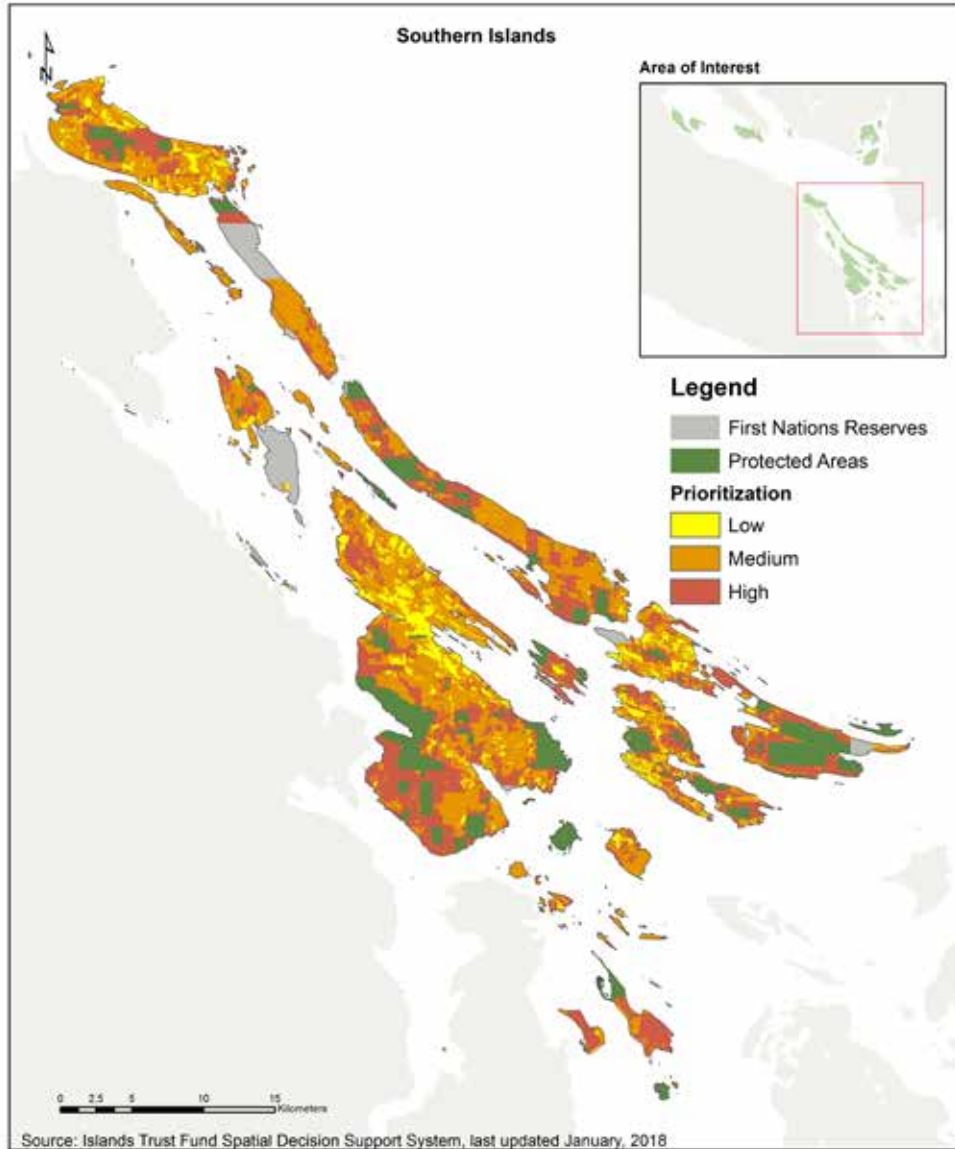 Southern Islands
N
Area of Interest
Legend
First Nations Reserves
Protected Areas
Prioritization
Low
Medium
High
0 2.5 5 10 15
Kilometers
Source: Islands Trust Fund Spatial Decision Support System, last updated January, 2018